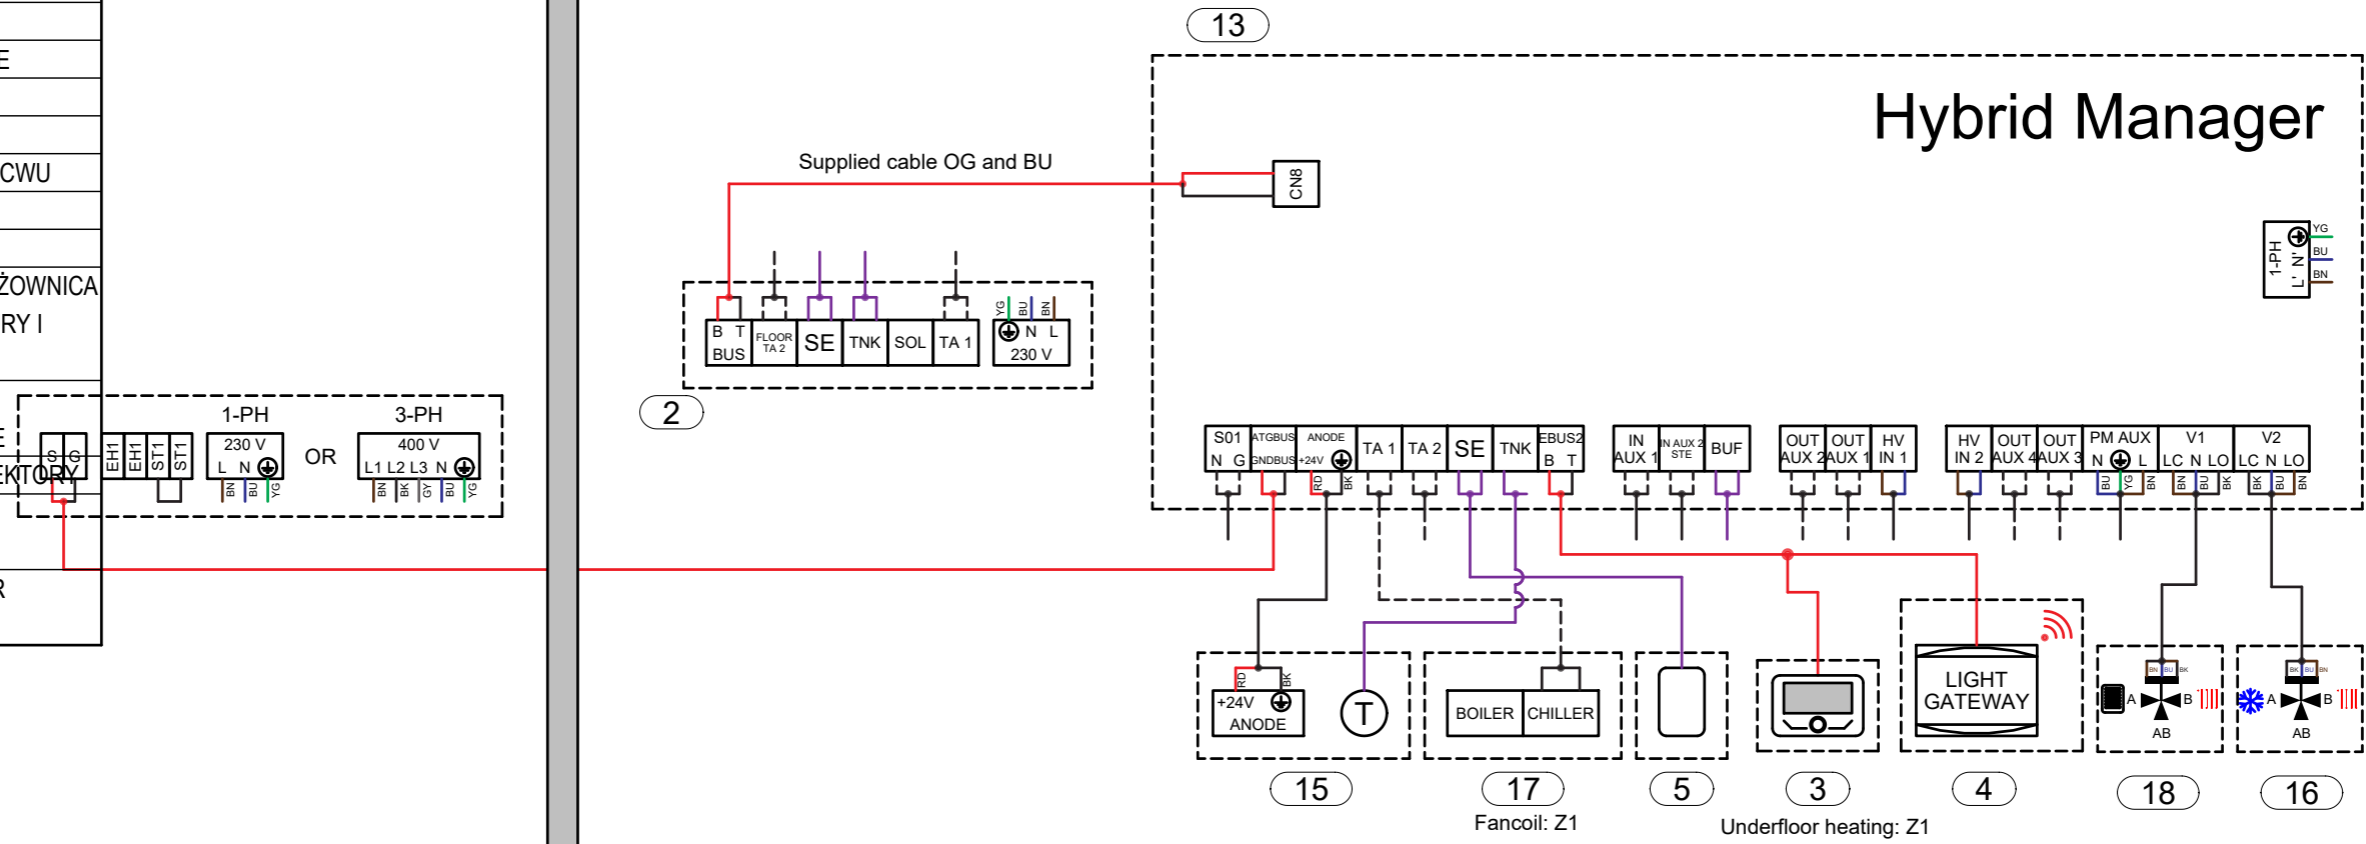 13
E
Hybrid Manager
CWU
Supplied cable OG and BU
CN8
YG
BU
BN
1-PH
L' N'
ŻOWNICA
RY I
YG BU BN
B T
BUS
FLOOR
TA 2
SE
TNK
SOL
TA 1
N L
230 V
2
1-PH
3-PH
E
S G
EH1
EH1
ST1
ST1
230 V
L N
BN BU YG
OR
400 V
L1 L2 L3 N
BN BK GY BU YG
EKTORY
S01
N G
ATGBUS
GNDBUS
ANODE
+24V
RD BK
TA 1
TA 2
SE
TNK
EBUS2
B T
IN
AUX 1
IN AUX 2
STE
BUF
OUT
AUX 2
OUT
AUX 1
HV
IN 1
HV
IN 2
OUT
AUX 4
OUT
AUX 3
PM AUX
N L
BU YG BN
V1
LC N LO
BN BU BK
V2
LC N LO
BK BU BN
R
RD BK
+24V
ANODE
T
BOILER
CHILLER
LIGHT
GATEWAY
BN BU BK
A B
AB
BK BU BN
A B
AB
15
17
5
3
4
18
16
Fancoil: Z1
Underfloor heating: Z1